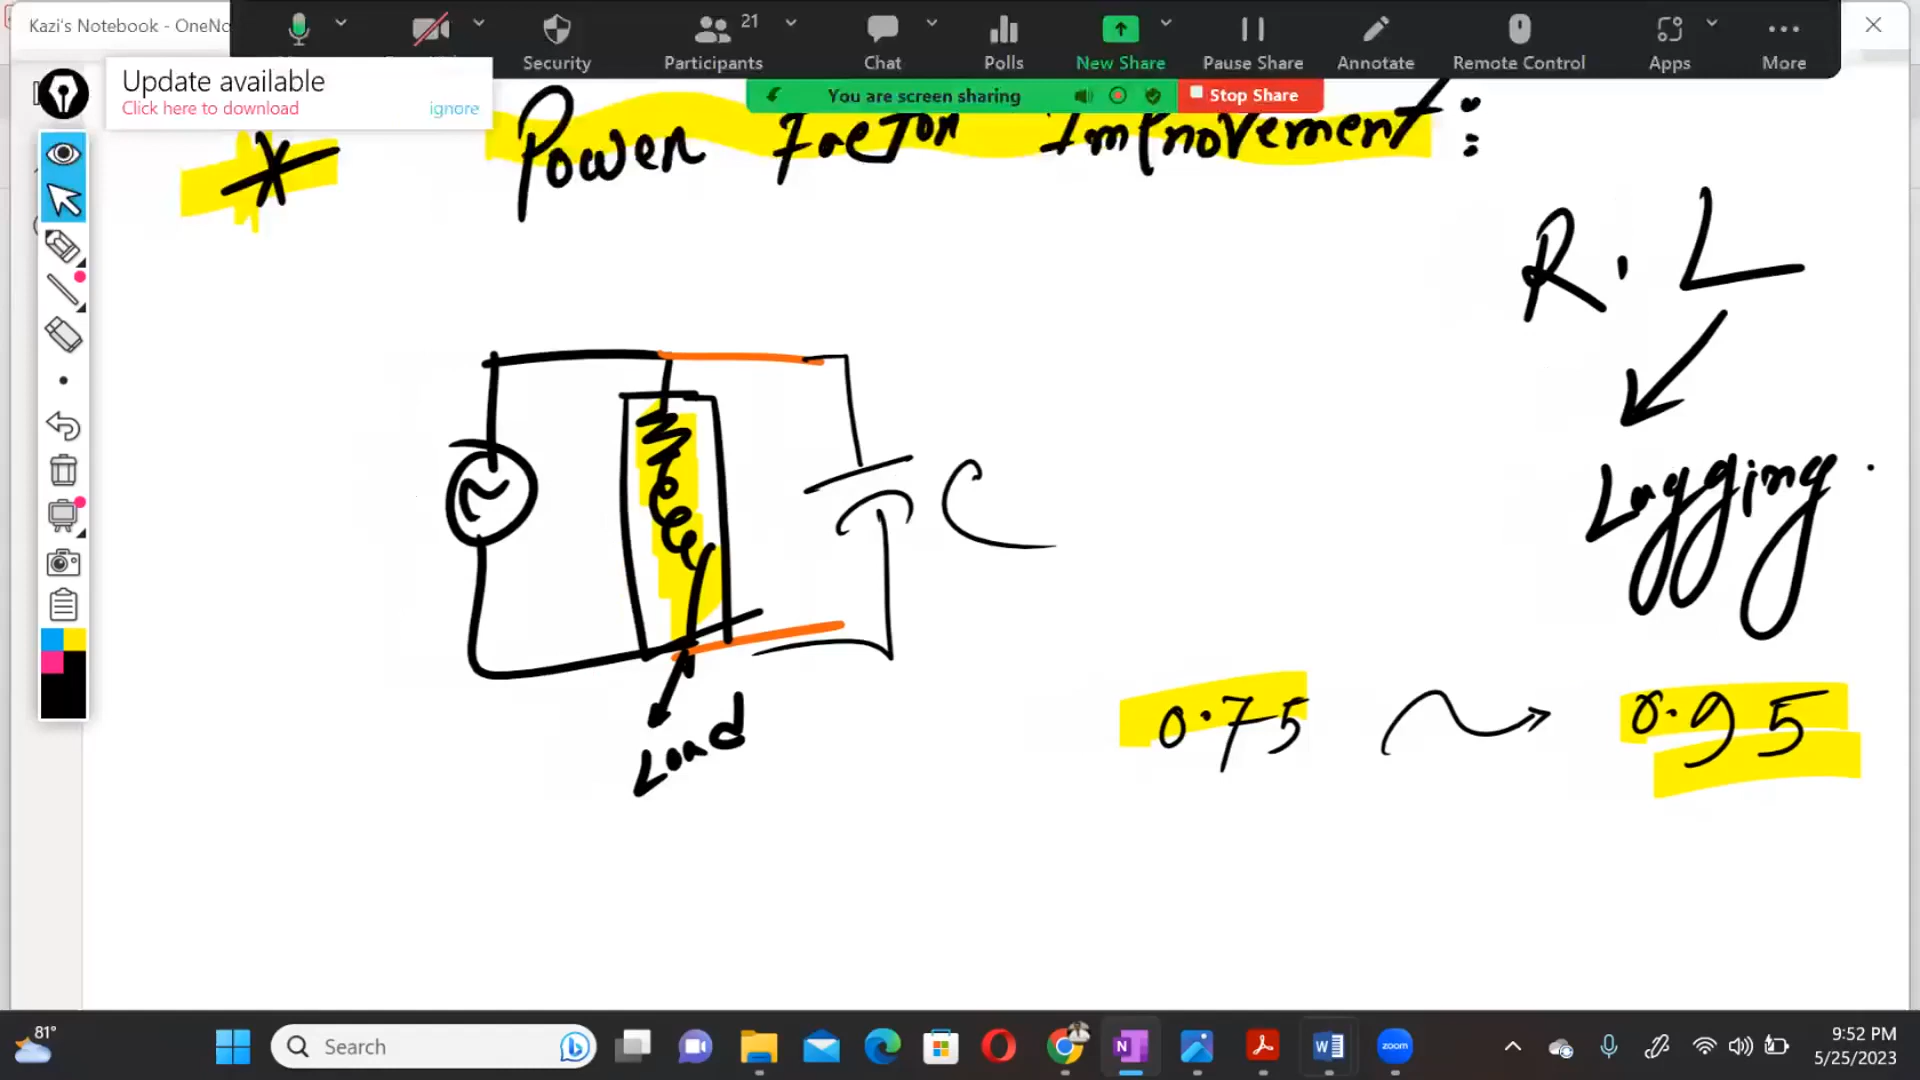 Kazi's Notebook - OneNo
21
Security
Participants
Chat
Polls
New Share
Pause Share
Annotate
Remote Control
Apps
More
Update available
Click here to download
ignore
You are screen sharing
Stop Share
* Power Factor Improvement:
R. L
Lagging.
C
Load
0.75
0.95
81°
Search
zoom
9:52 PM
5/25/2023